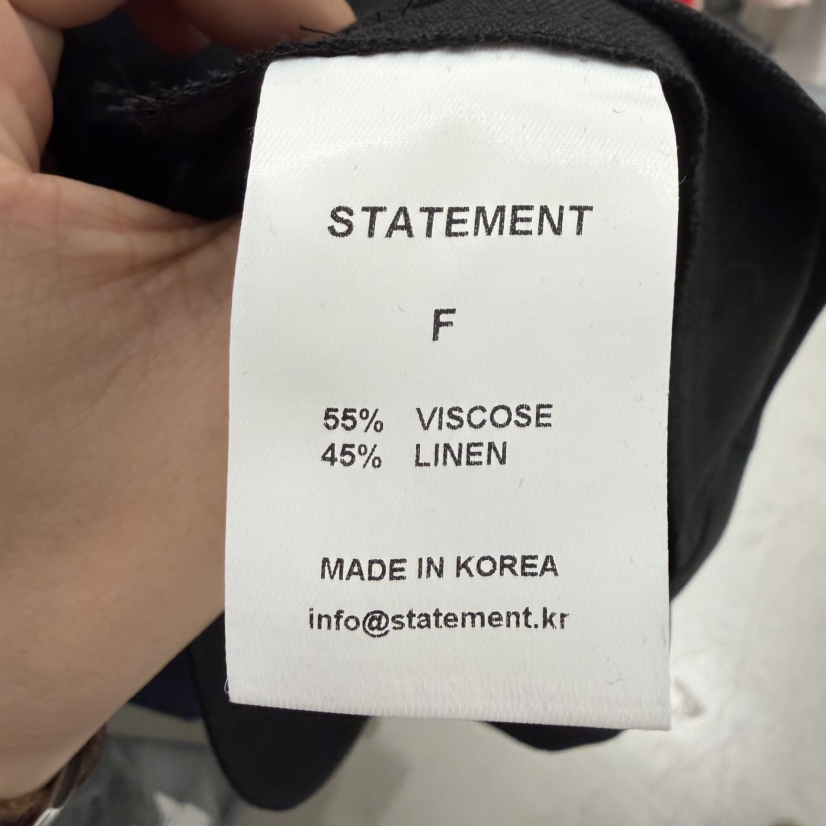 STATEMENT
F
55% VISCOSE
45% LINEN
MADE IN KOREA
info@statement.kr